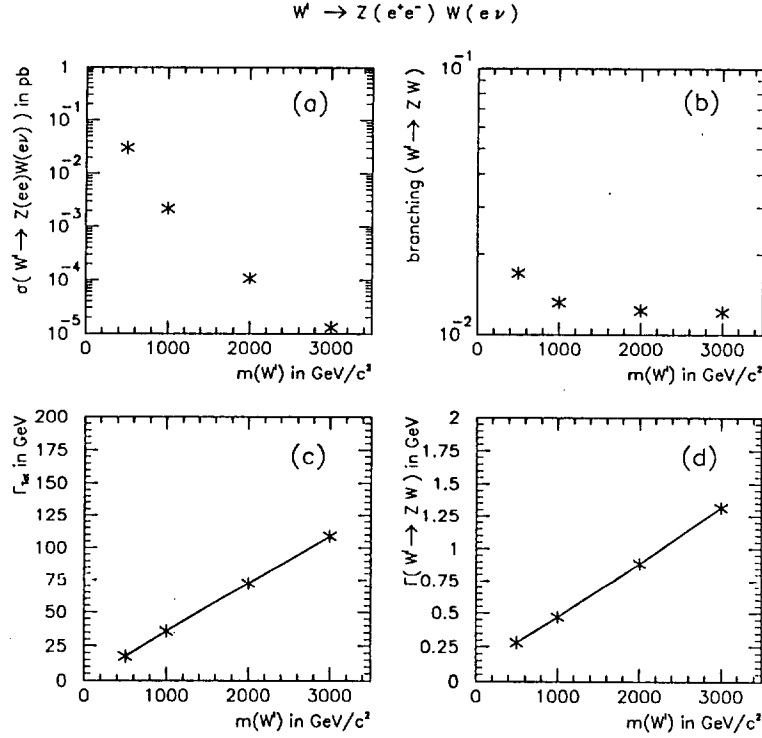 W' → Z ( e⁺e⁻ ) W ( e ν )
(a)
σ( W' → Z(ee)W(eν) ) in pb
1
10⁻¹
10⁻²
10⁻³
10⁻⁴
10⁻⁵
0 1000 2000 3000
m(W') in GeV/c²
(b)
branching ( W' → Z W )
10⁻¹
10⁻²
0 1000 2000 3000
m(W') in GeV/c²
(c)
Γ_Tot in GeV
200
175
150
125
100
75
50
25
0
0 1000 2000 3000
m(W') in GeV/c²
(d)
Γ( W' → Z W ) in GeV
2
1.75
1.5
1.25
1
0.75
0.5
0.25
0
0 1000 2000 3000
m(W') in GeV/c²